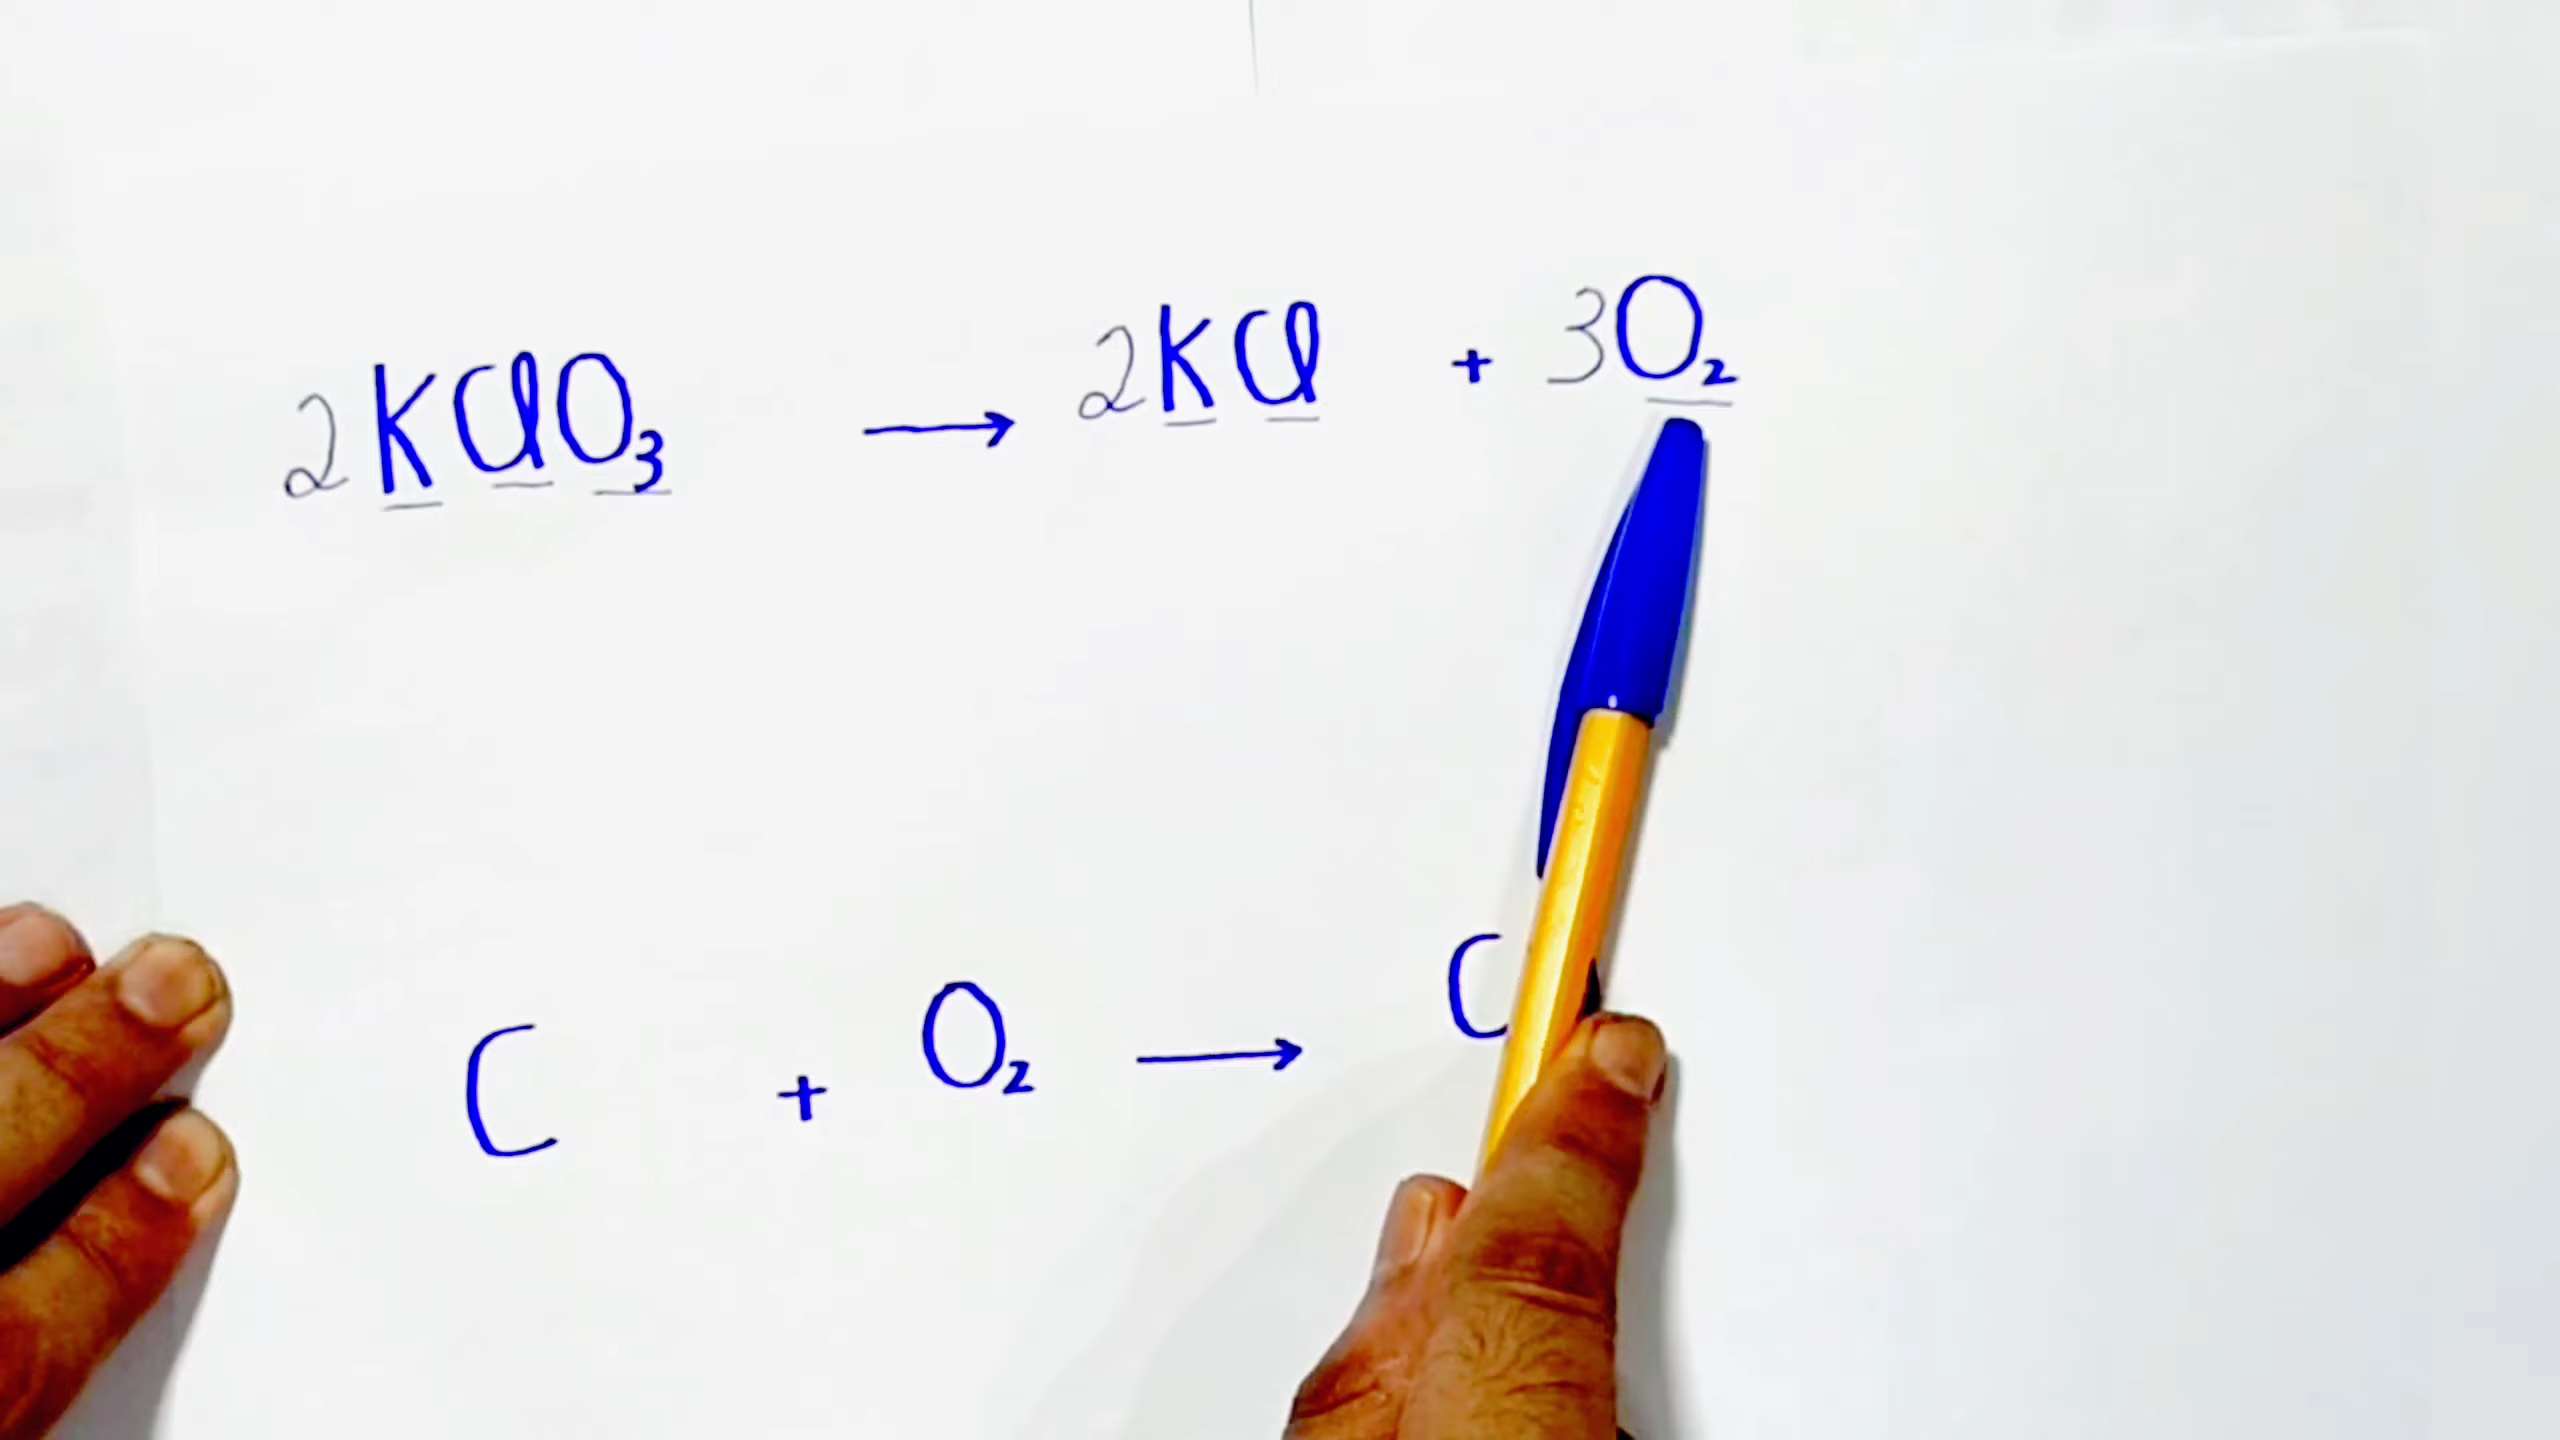 2KClO₃ → 2KCl + 3O₂
C + O₂ → C